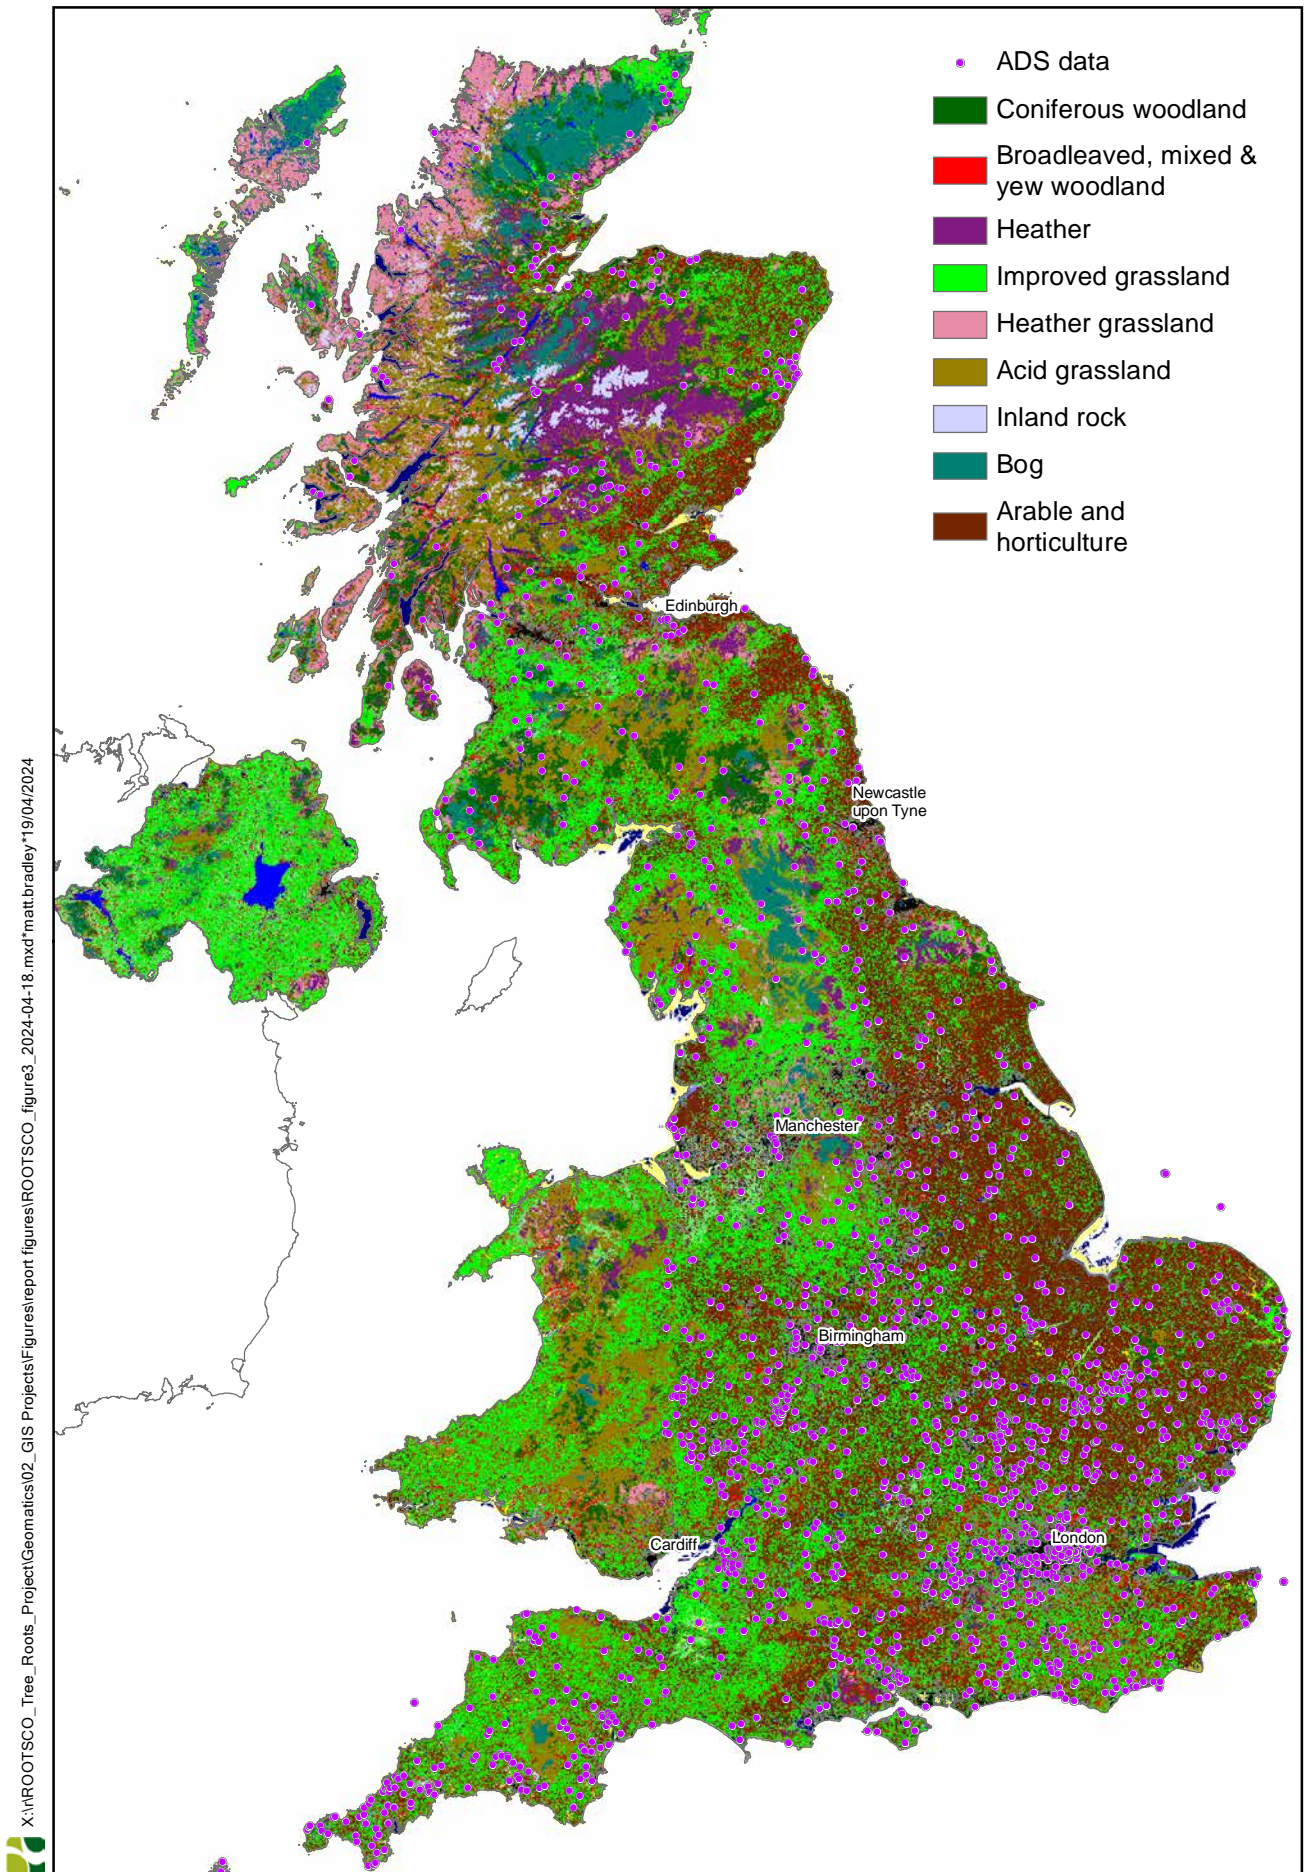 ADS data
Coniferous woodland
Broadleaved, mixed &
yew woodland
Heather
Improved grassland
Heather grassland
Acid grassland
Inland rock
Bog
Arable and
horticulture
Edinburgh
Newcastle
upon Tyne
Manchester
Birmingham
London
Cardiff
X:\r\ROOTSCO_Tree_Roots_Project\Geomatics\02_GIS Projects\Figures\report figures\ROOTSCO_figure3_2024-04-18.mxd*matt.bradley*19/04/2024